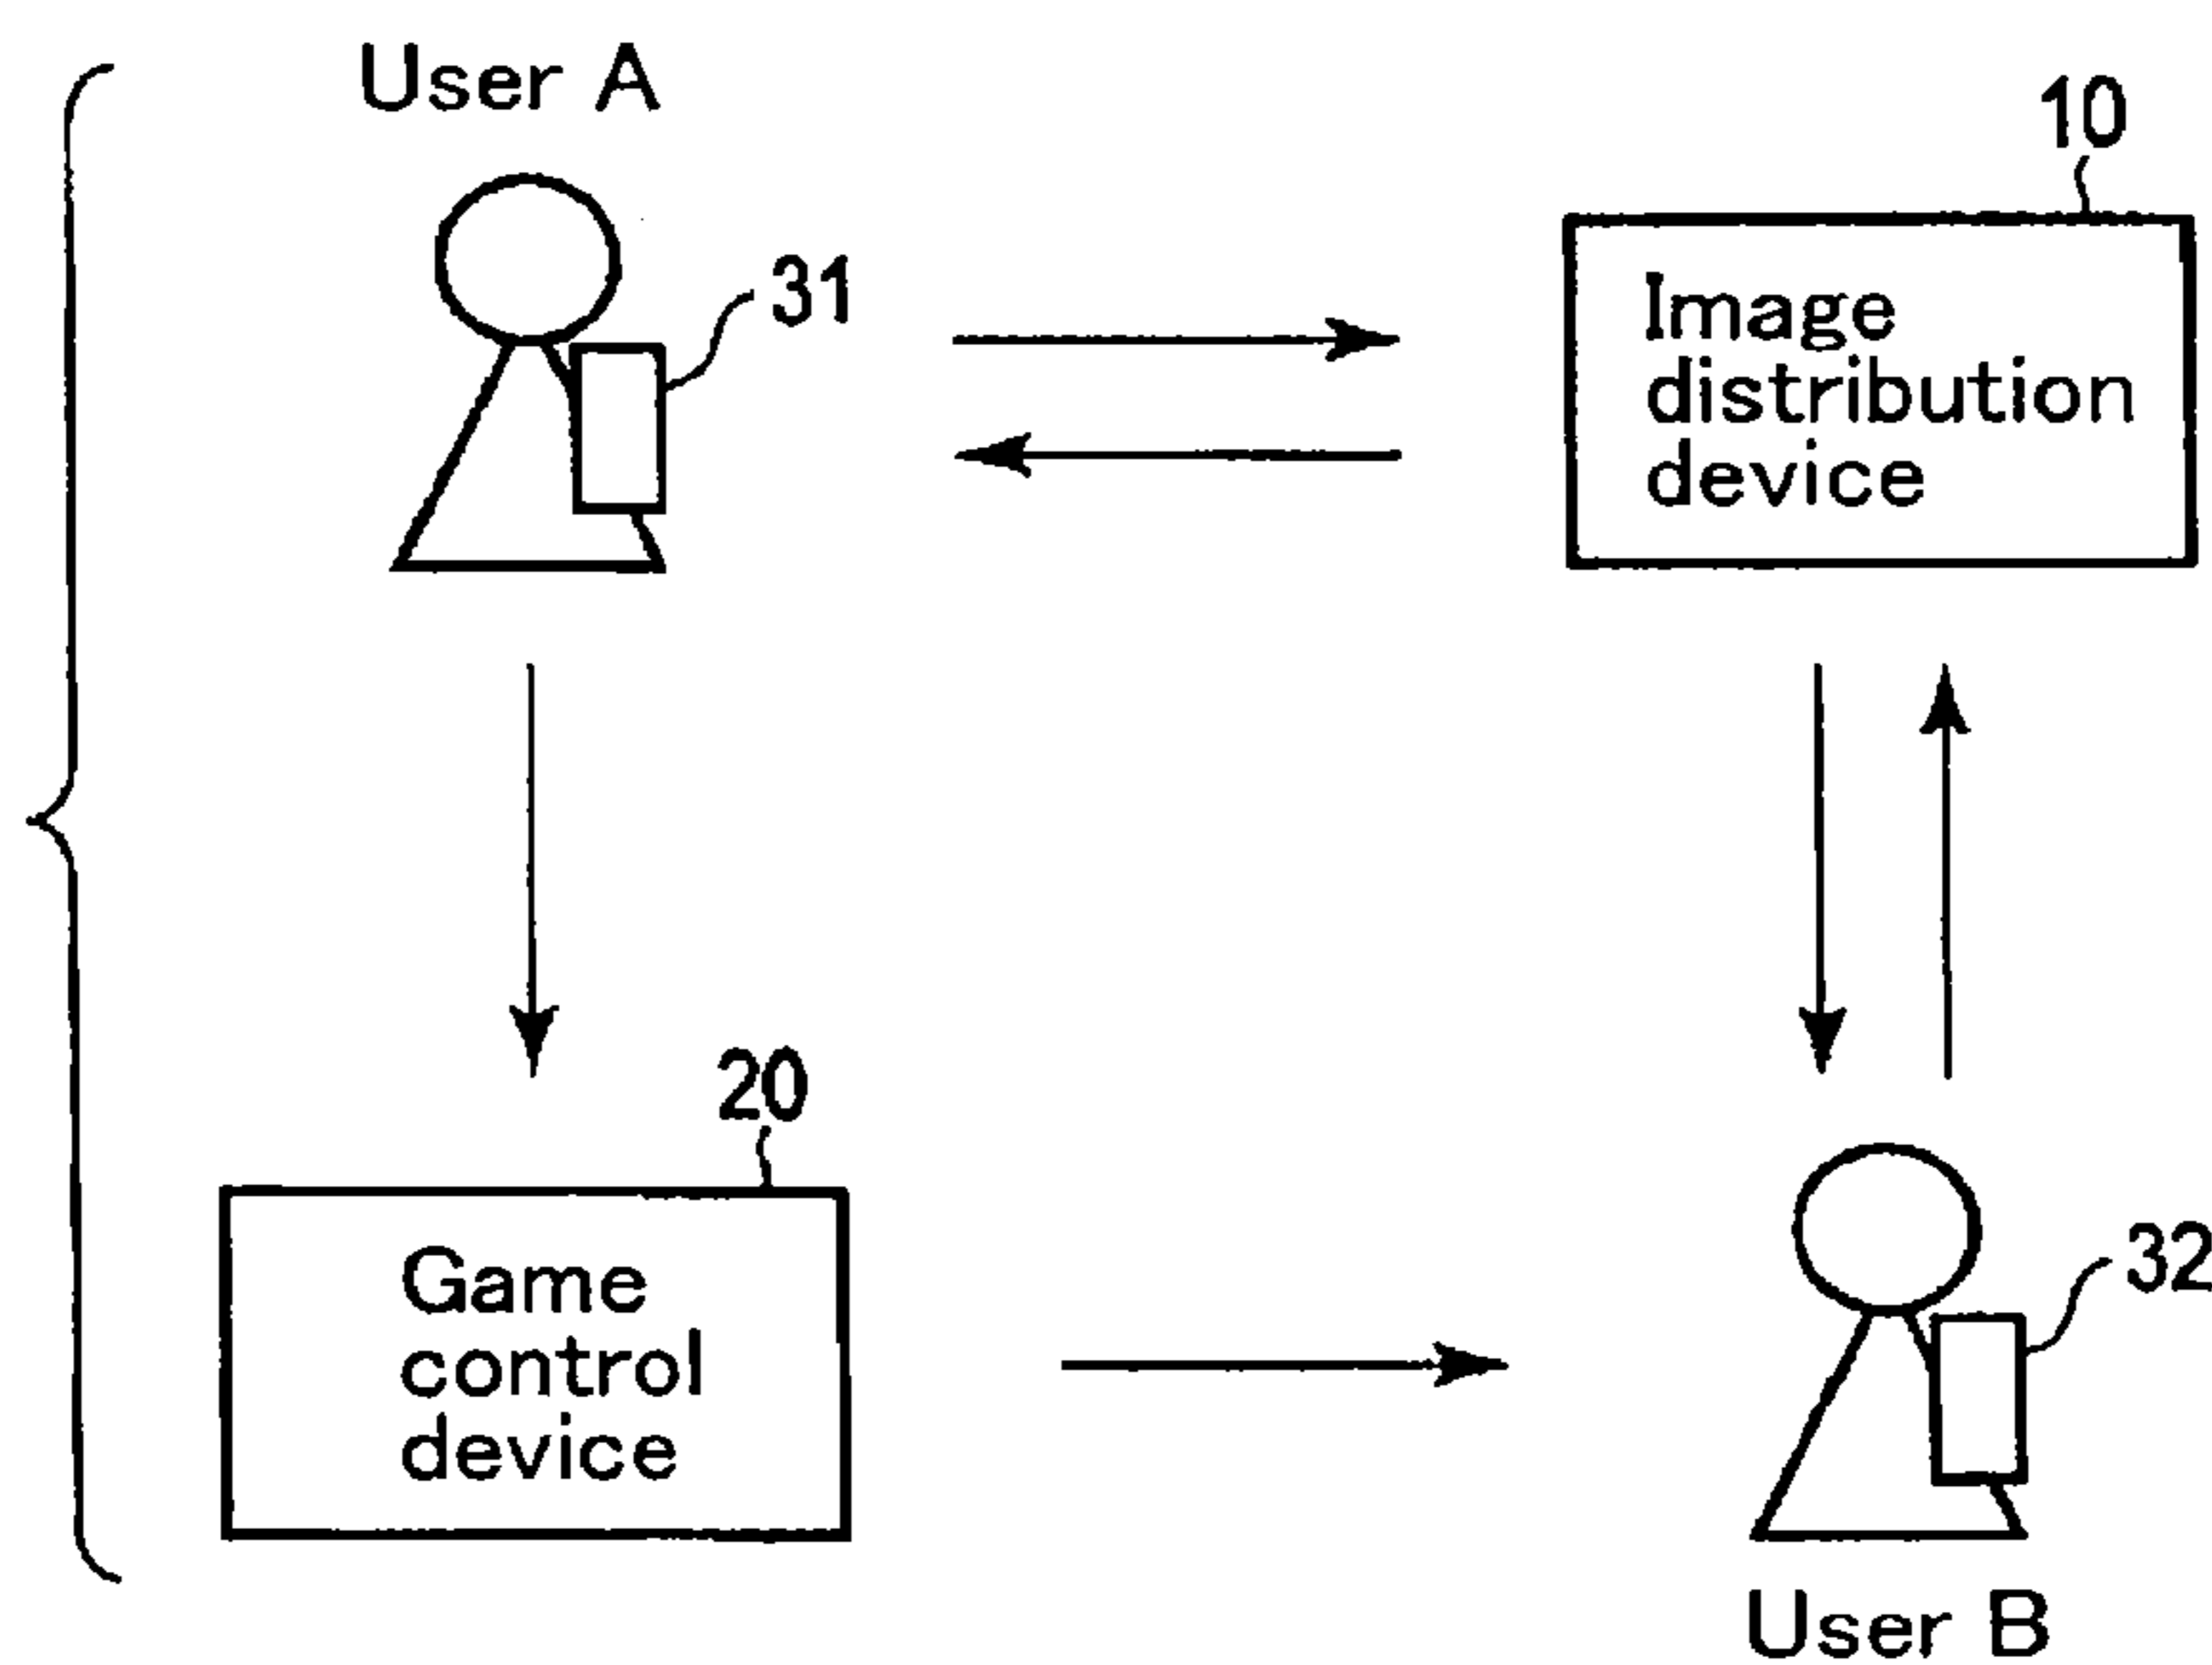 User A
10
31
Image
distribution
device
20
Game
control
device
32
User B